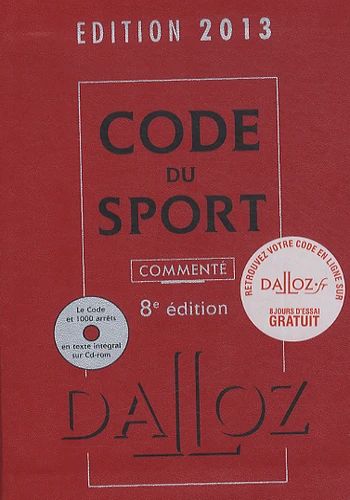 EDITION 2013
CODE
DU
SPORT
COMMENTÉ
8e édition
RETROUVEZ VOTRE CODE EN LIGNE SUR
DALLOZ.fr
8 JOURS D'ESSAI
GRATUIT
Le Code
et 1000 arrêts
en texte intégral
sur Cd-rom
DALLOZ